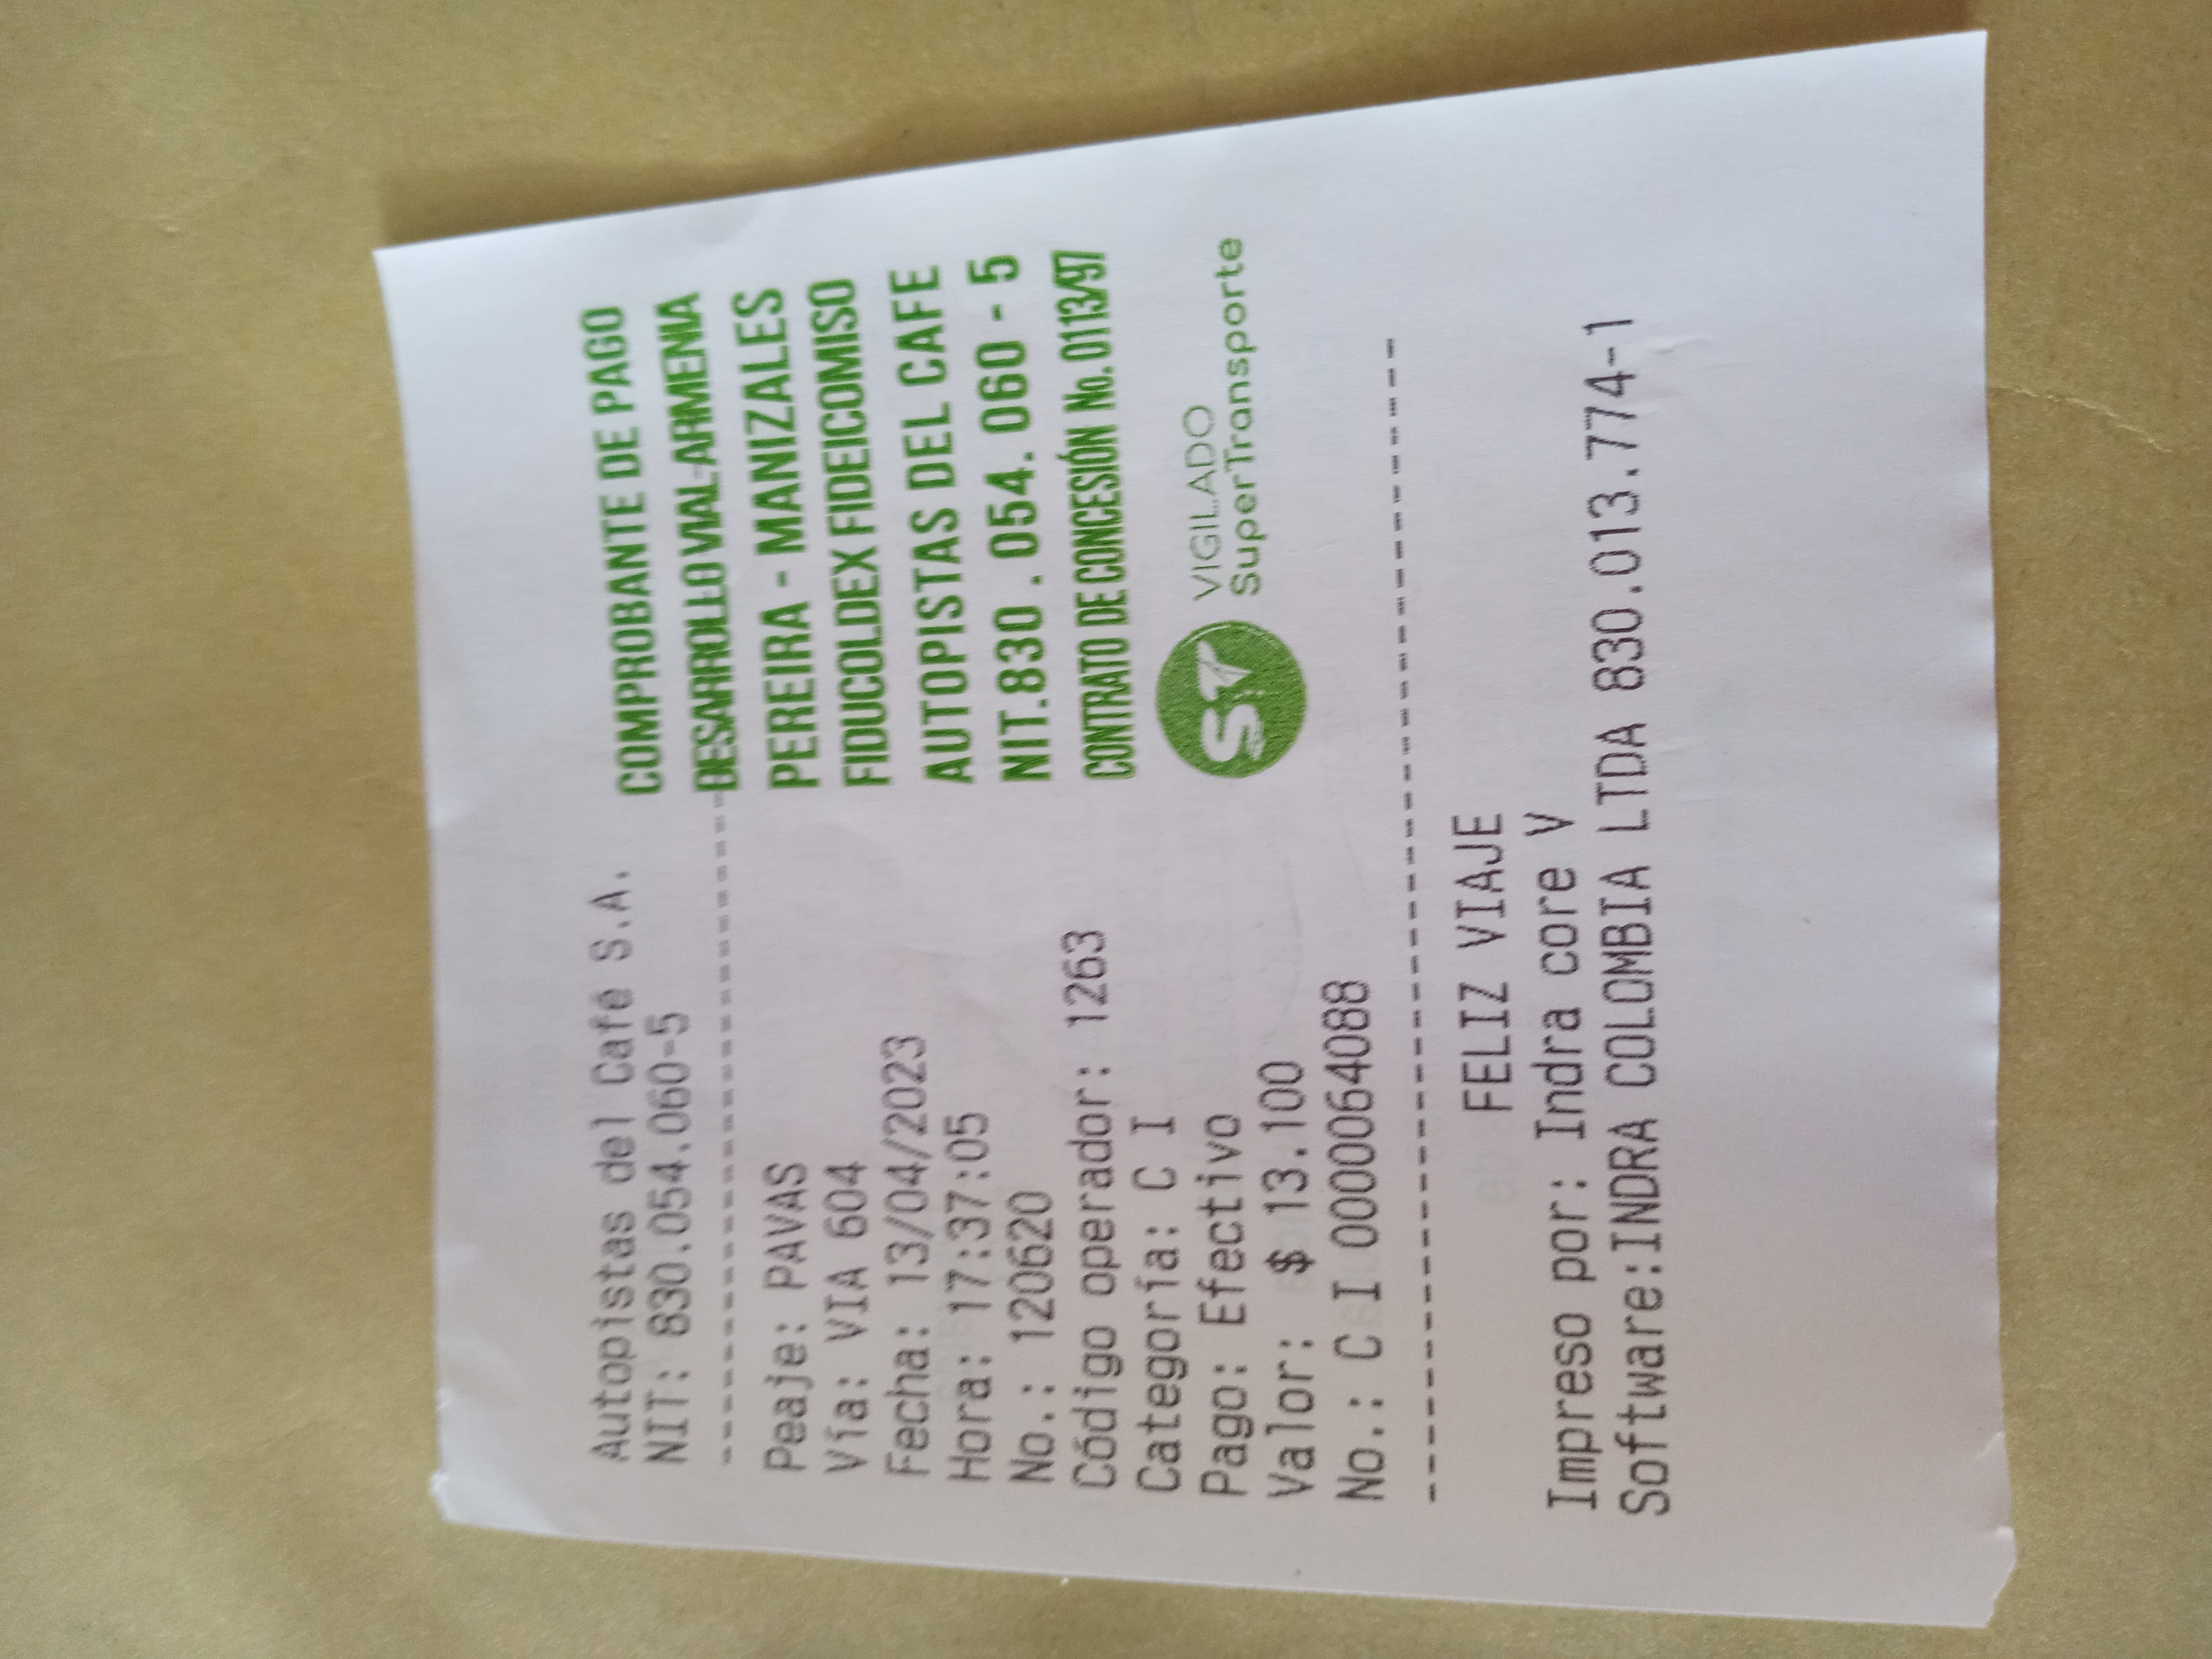 Autopistas del Café S.A.
NIT: 830.054.060-5
COMPROBANTE DE PAGO
DESARROLLO VIAL-ARMENIA
PEREIRA - MANIZALES
FIDUCOLDEX FIDEICOMISO
AUTOPISTAS DEL CAFE
NIT.830.054.060-5
CONTRATO DE CONCESIÓN No. 0113/97
ST
VIGILADO
SuperTransporte
Peaje: PAVAS
Vía: VIA 604
Fecha: 13/04/2023
Hora: 17:37:05
No.: 120620
Código operador: 1263
Categoría: C I
Pago: Efectivo
Valor: $ 13.100
No.: C I 0000064088
FELIZ VIAJE
Impreso por: Indra core V
Software:INDRA COLOMBIA LTDA 830.013.774-1